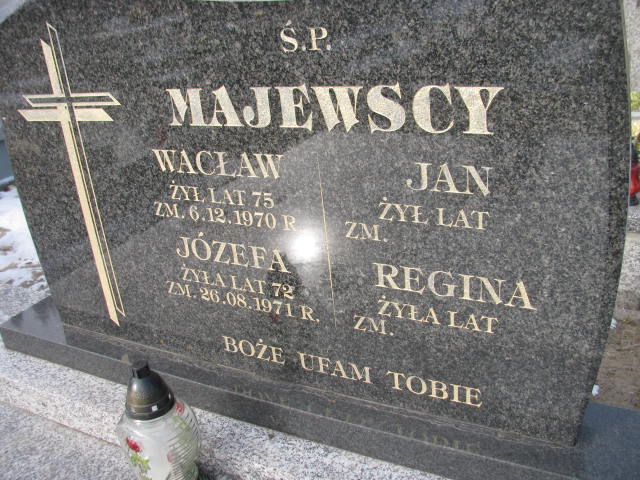 Ś.P.
MAJEWSCY
WACŁAW
ŻYŁ LAT 75
ZM. 6.12.1970 R
JÓZEFA
ŻYŁA LAT 72
ZM. 26.08.1971 R.
JAN
ŻYŁ LAT
ZM.
REGINA
ŻYŁA LAT
ZM.
BOŻE UFAM TOBIE